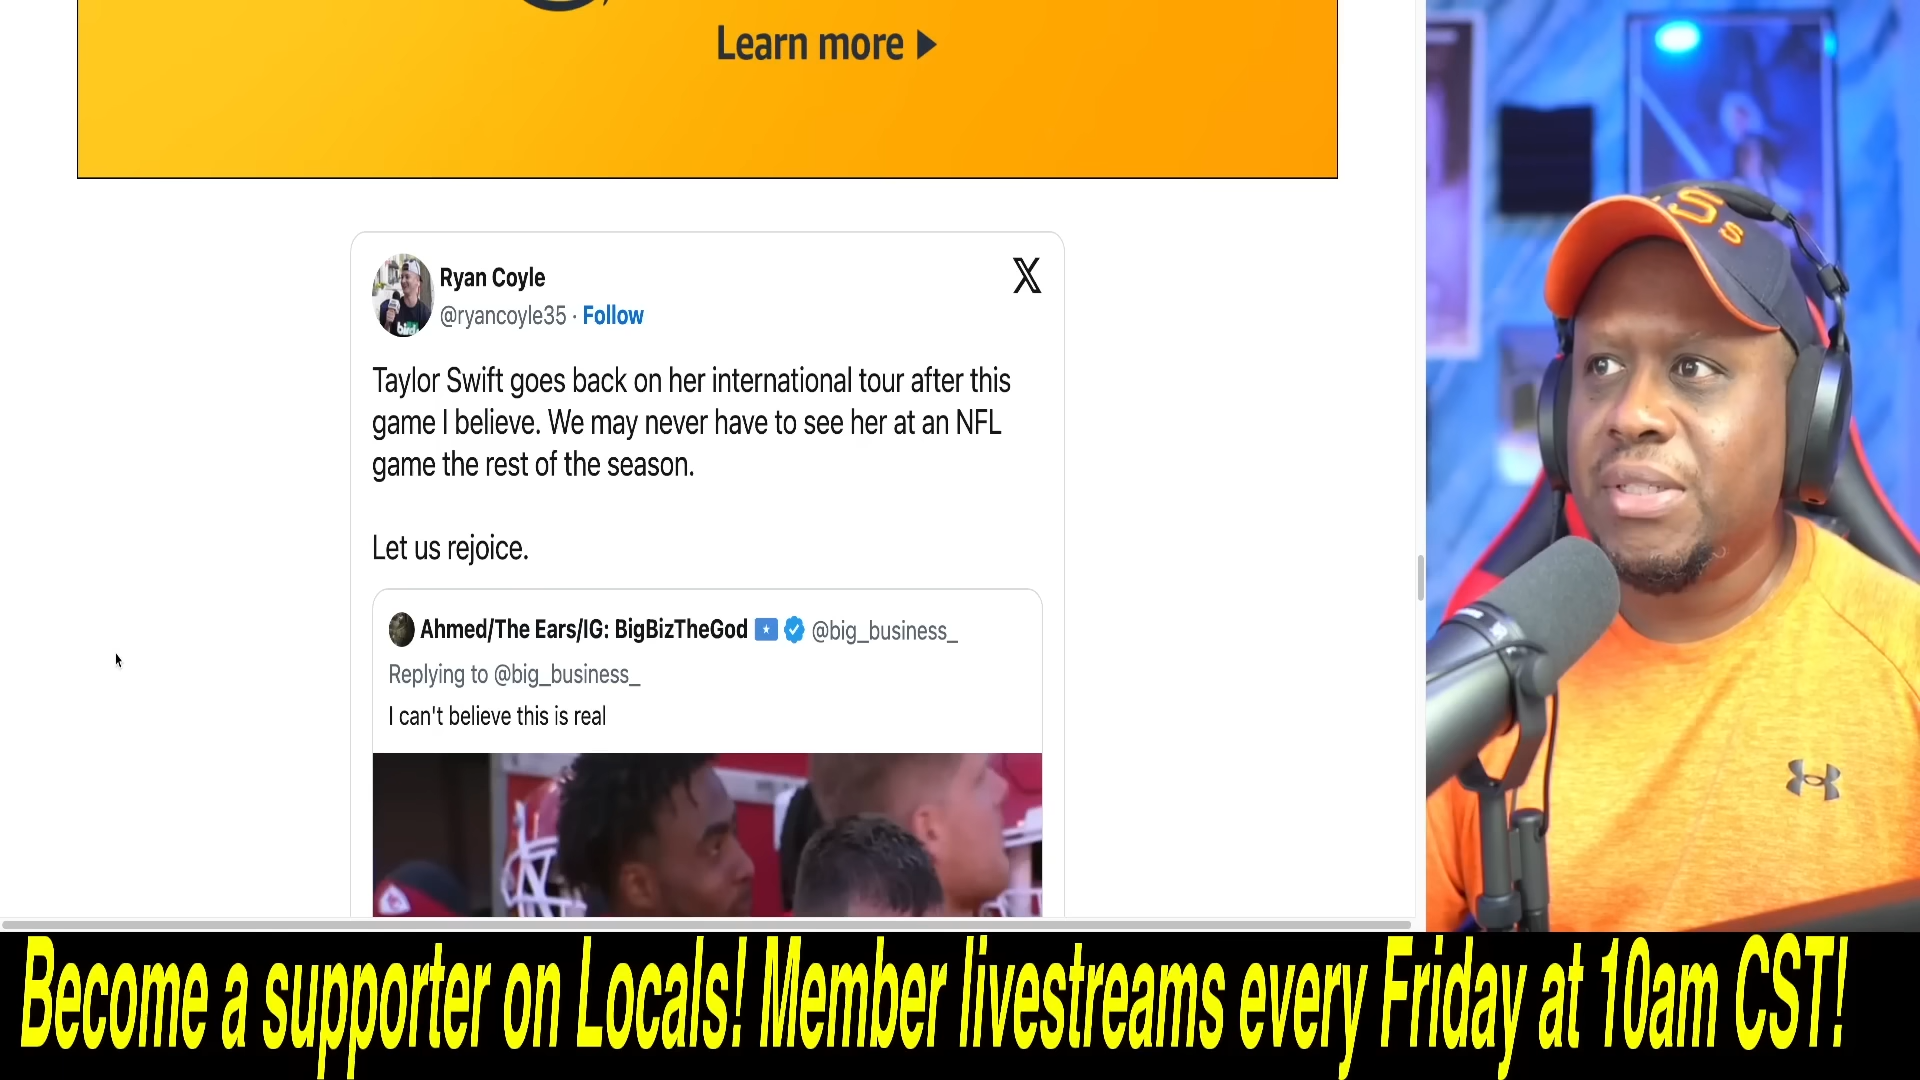 Learn more
Ryan Coyle
@ryancoyle35 · Follow
Taylor Swift goes back on her international tour after this
game I believe. We may never have to see her at an NFL
game the rest of the season.
Let us rejoice.
Ahmed/The Ears/IG: BigBizTheGod @big_business_
Replying to @big_business_
I can't believe this is real
Become a supporter on Locals! Member livestreams every Friday at 10am CST!